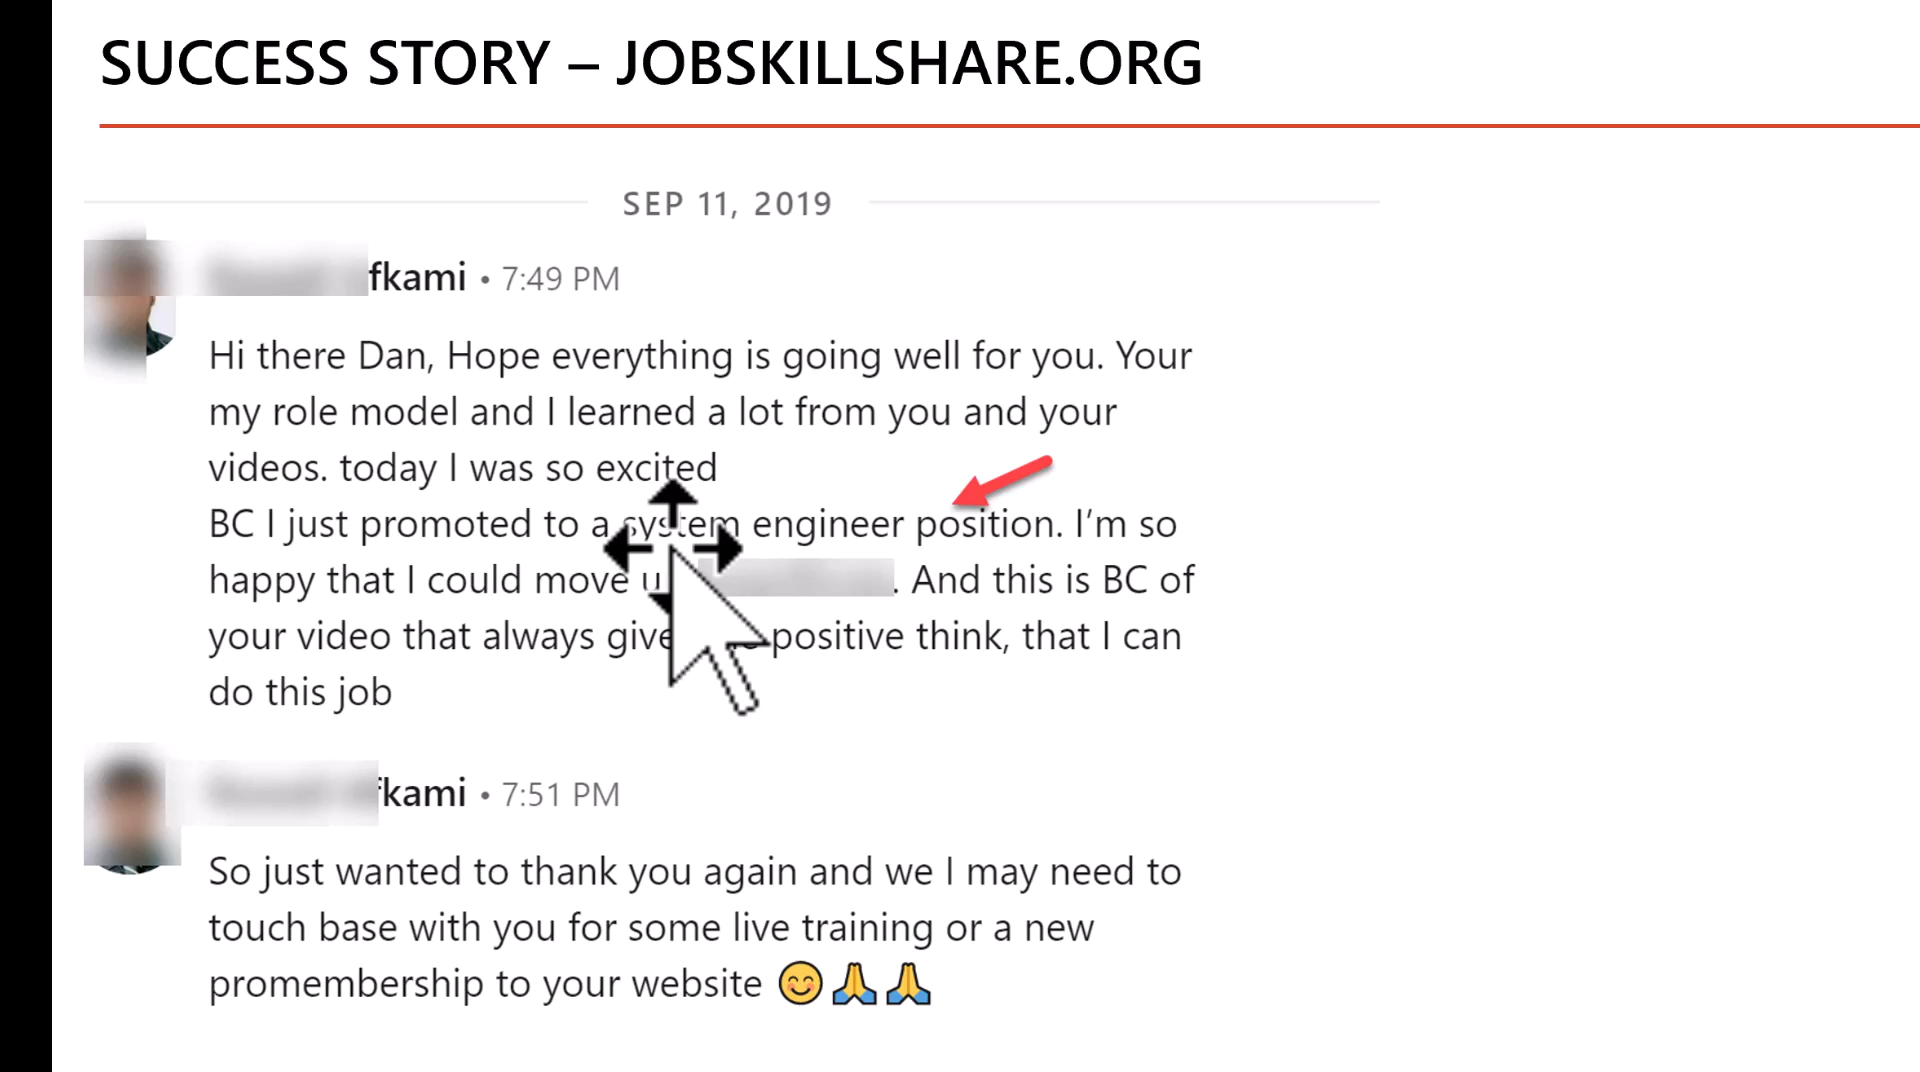 SUCCESS STORY – JOBSKILLSHARE.ORG
SEP 11, 2019
fkami • 7:49 PM
Hi there Dan, Hope everything is going well for you. Your
my role model and I learned a lot from you and your
videos. today I was so excited
BC I just promoted to a system engineer position. I’m so
happy that I could move . And this is BC of
your video that always give positive think, that I can
do this job
kami • 7:51 PM
So just wanted to thank you again and we I may need to
touch base with you for some live training or a new
promembership to your website 😊🙏🙏